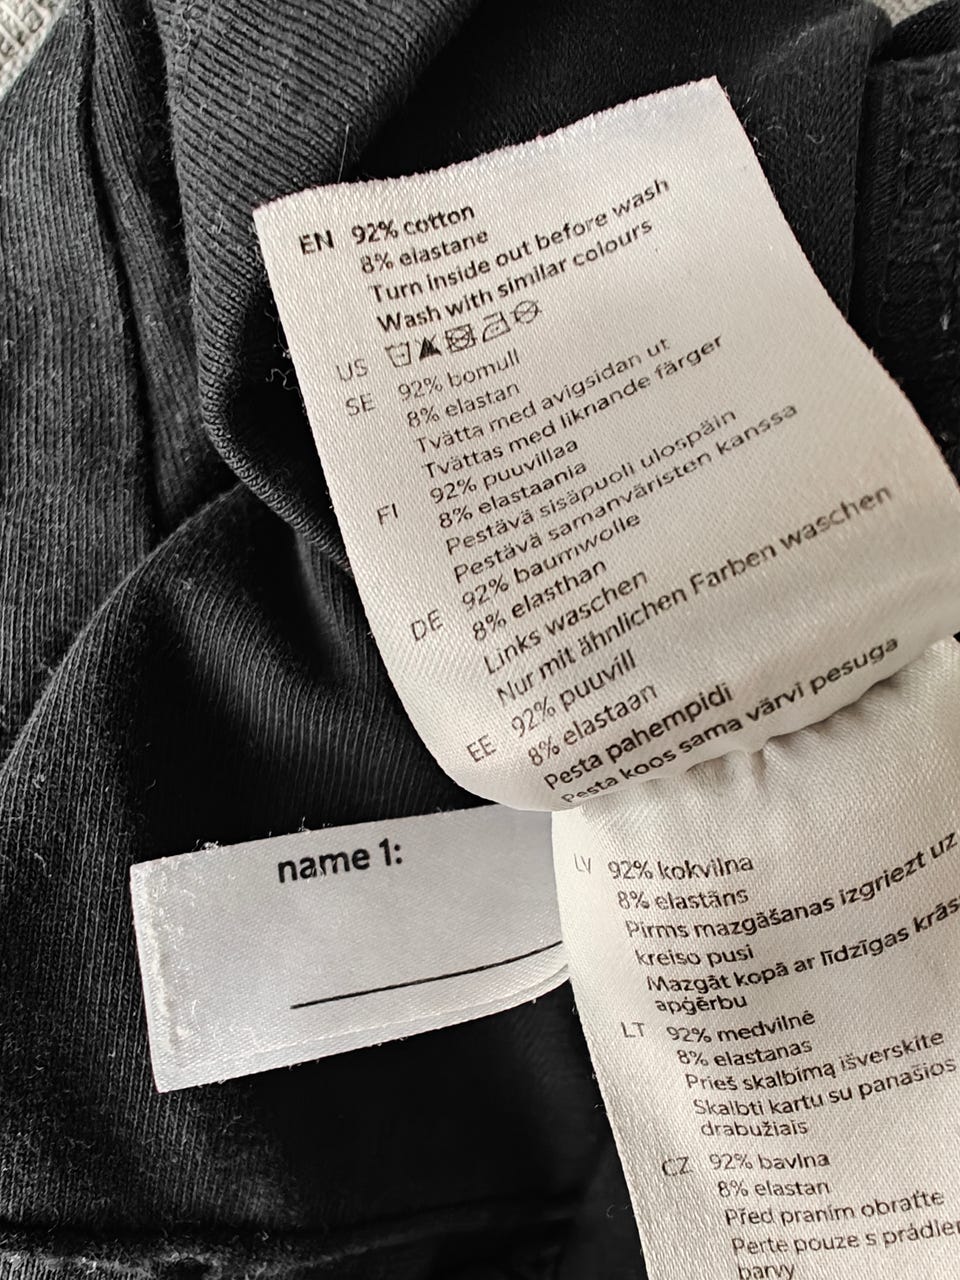 EN 92% cotton
8% elastane
Turn inside out before wash
Wash with similar colours
US
SE 92% bomull
8% elastan
Tvätta med avigsidan ut
Tvättas med liknande färger
FI 92% puuvillaa
8% elastaania
Pestävä sisäpuoli ulospäin
Pestävä samanväristen kanssa
DE 92% baumwolle
8% elasthan
Links waschen
Nur mit ähnlichen Farben waschen
EE 92% puuvill
8% elastaan
Pesta pahempidi
Pesta koos sama värvi pesuga
name 1:
LV 92% kokvilna
8% elastāns
Pirms mazgāšanas izgriezt uz
kreiso pusi
Mazgāt kopā ar līdzīgas krās
apģērbu
LT 92% medvilnė
8% elastanas
Prieš skalbimą išverskite
Skalbti kartu su panašios
drabužiais
CZ 92% bavlna
8% elastan
Před praním obraťte
Perte pouze s prádlem
barvy